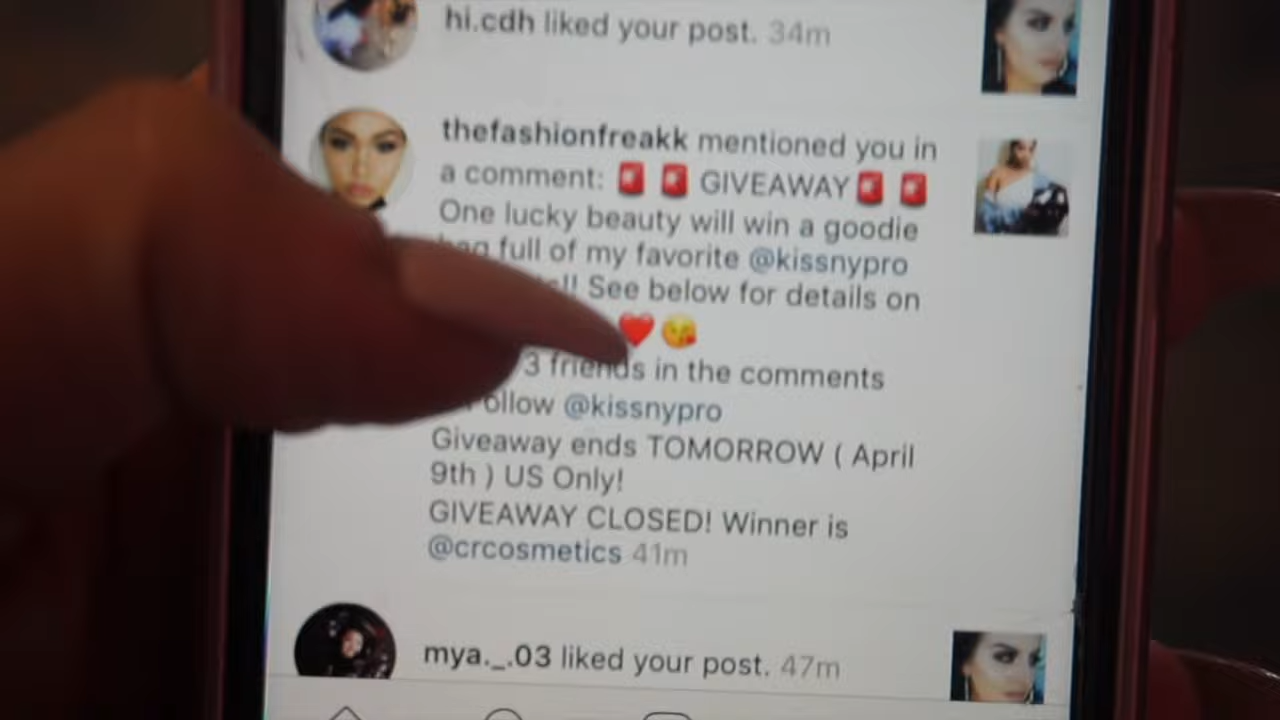 hi.cdh liked your post. 34m
thefashionfreakk mentioned you in
a comment: 🚨 🚨 GIVEAWAY 🚨 🚨
One lucky beauty will win a goodie
full of my favorite @kissnypro
!! See below for details on
❤️ 😘
3 friends in the comments
Follow @kissnypro
Giveaway ends TOMORROW ( April
9th ) US Only!
GIVEAWAY CLOSED! Winner is
@crcosmetics 41m
mya._.03 liked your post. 47m